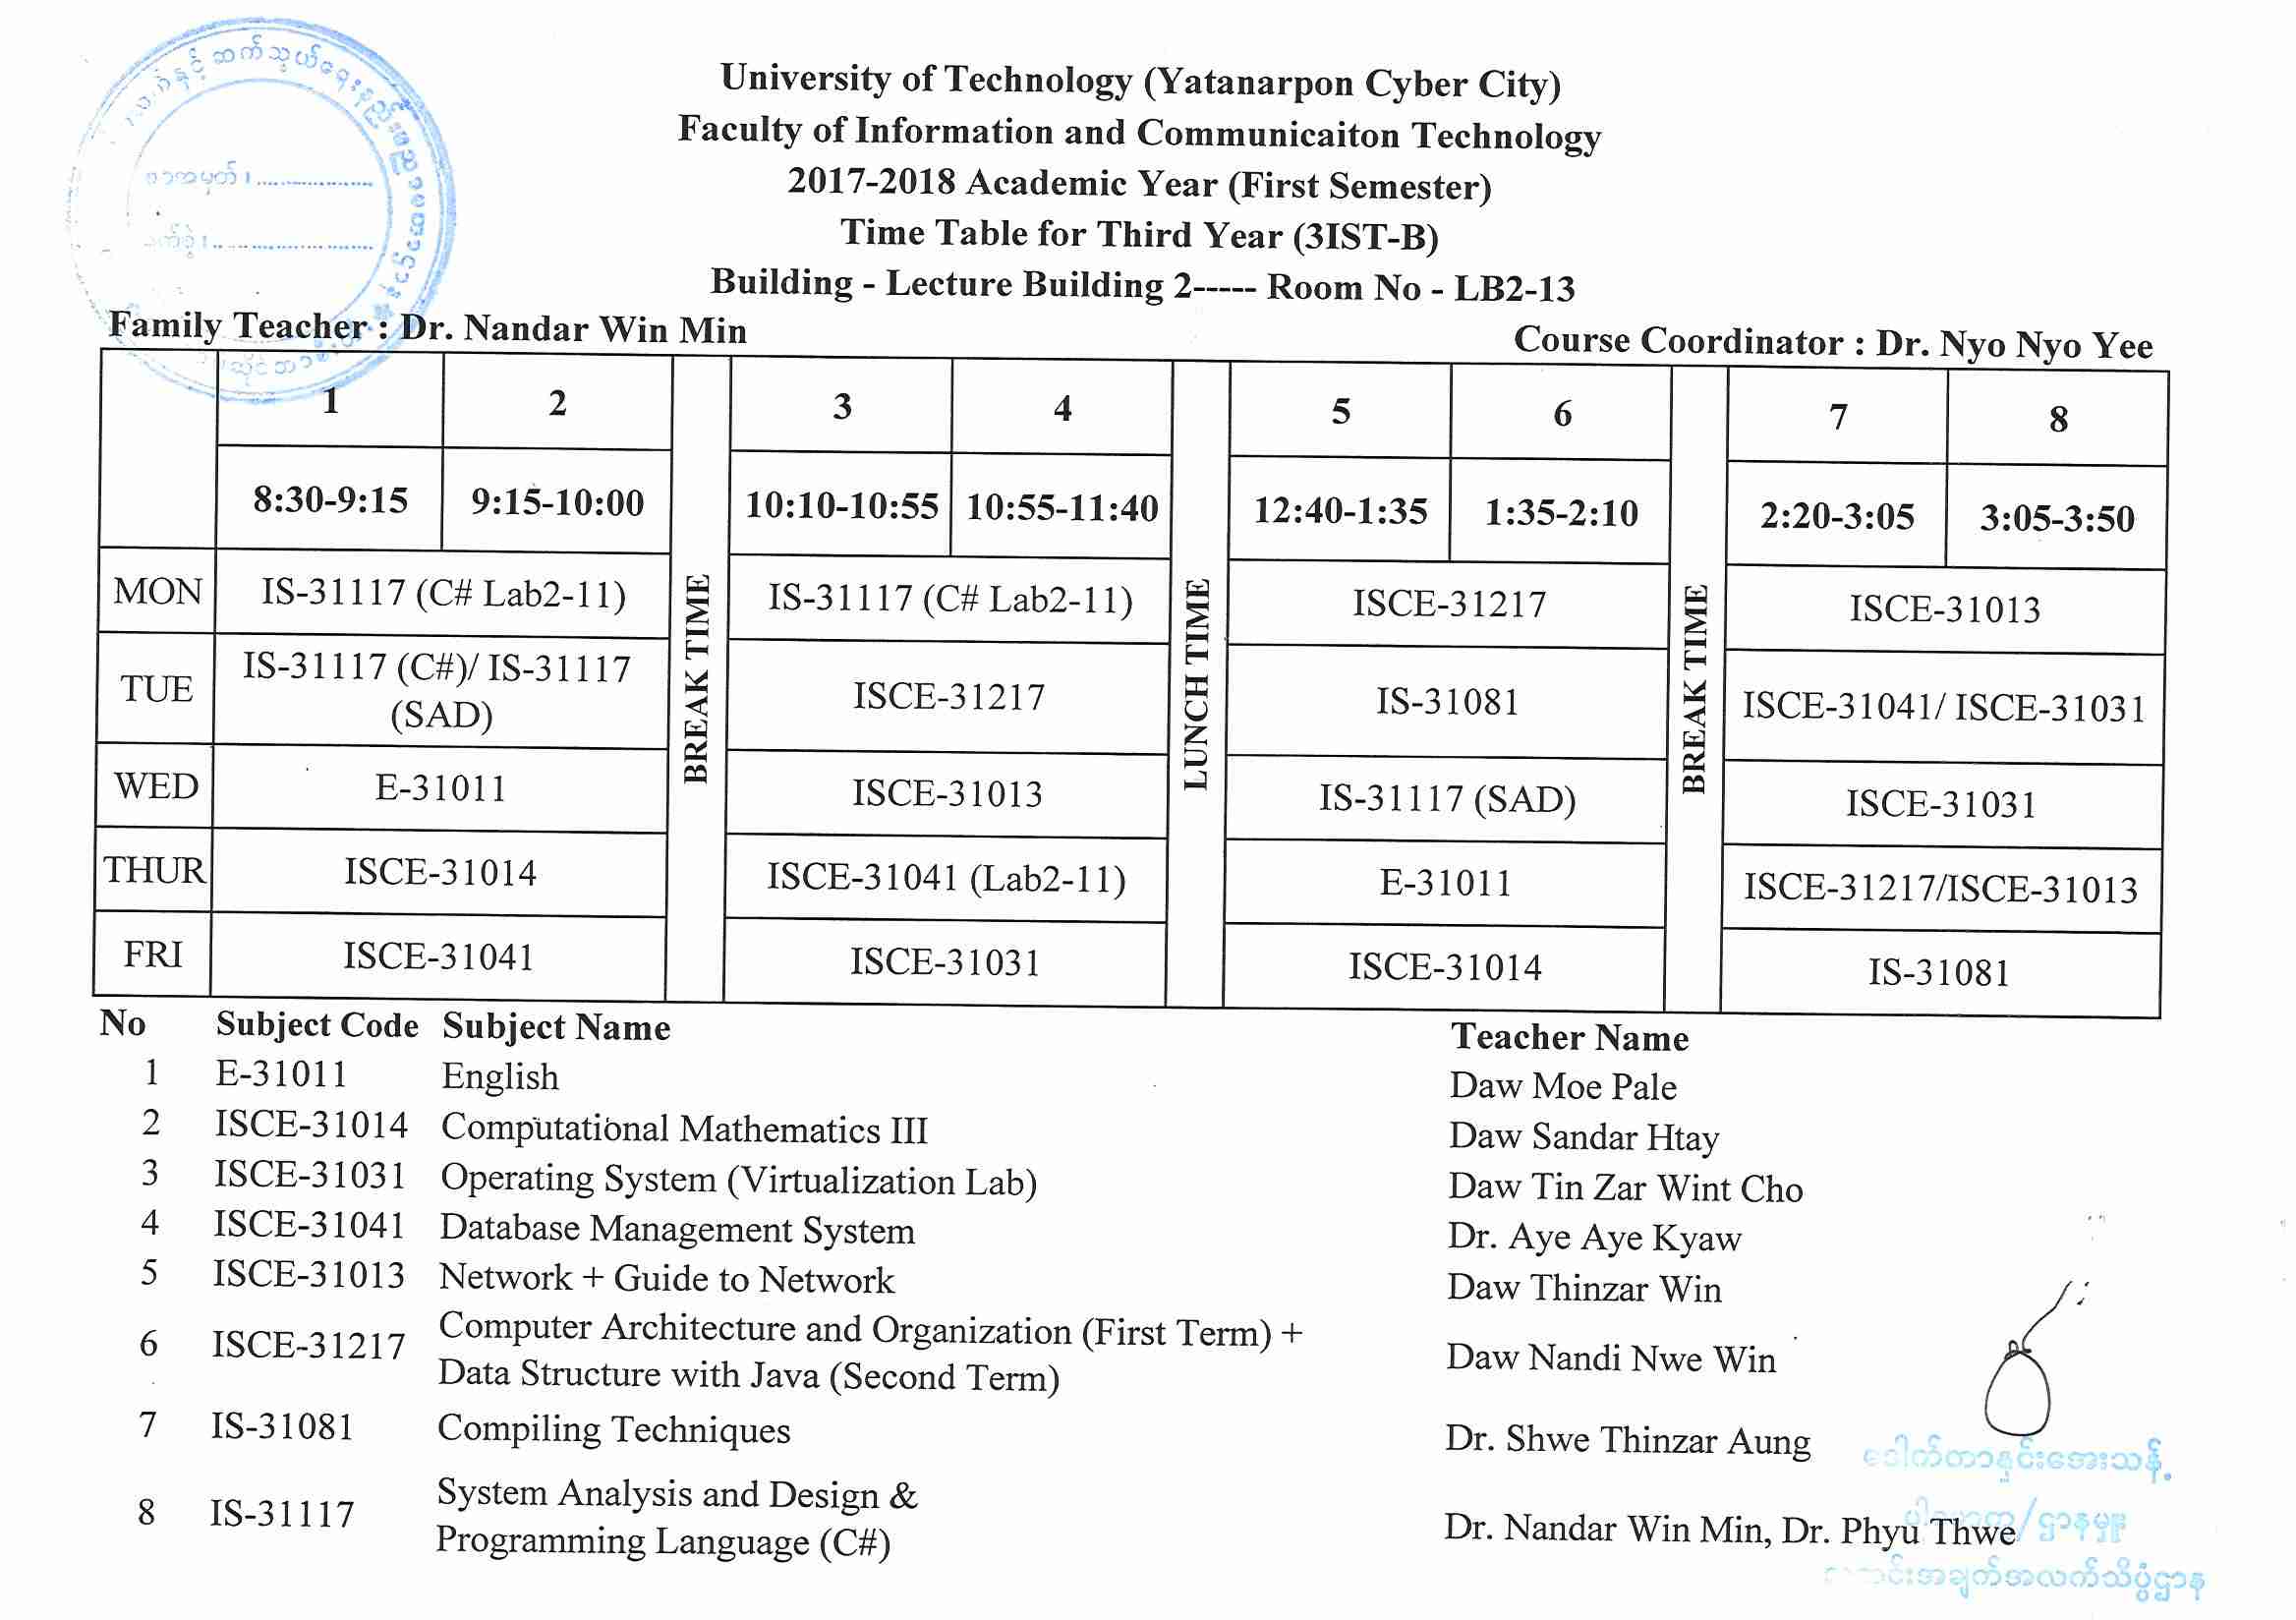 University of Technology (Yatanarpon Cyber City)
Faculty of Information and Communicaiton Technology
2017-2018 Academic Year (First Semester)
Time Table for Third Year (3IST-B)
Building - Lecture Building 2----- Room No - LB2-13
Family Teacher : Dr. Nandar Win Min
Course Coordinator : Dr. Nyo Nyo Yee
1 2 3 4 5 6 7 8
8:30-9:15 9:15-10:00 10:10-10:55 10:55-11:40 12:40-1:35 1:35-2:10 2:20-3:05 3:05-3:50
BREAK TIME
LUNCH TIME
BREAK TIME
MON IS-31117 (C# Lab2-11) IS-31117 (C# Lab2-11) ISCE-31217 ISCE-31013
TUE IS-31117 (C#)/ IS-31117 (SAD) ISCE-31217 IS-31081 ISCE-31041/ ISCE-31031
WED E-31011 ISCE-31013 IS-31117 (SAD) ISCE-31031
THUR ISCE-31014 ISCE-31041 (Lab2-11) E-31011 ISCE-31217/ISCE-31013
FRI ISCE-31041 ISCE-31031 ISCE-31014 IS-31081
No Subject Code Subject Name Teacher Name
1 E-31011 English Daw Moe Pale
2 ISCE-31014 Computational Mathematics III Daw Sandar Htay
3 ISCE-31031 Operating System (Virtualization Lab) Daw Tin Zar Wint Cho
4 ISCE-31041 Database Management System Dr. Aye Aye Kyaw
5 ISCE-31013 Network + Guide to Network Daw Thinzar Win
6 ISCE-31217 Computer Architecture and Organization (First Term) +
Data Structure with Java (Second Term) Daw Nandi Nwe Win
7 IS-31081 Compiling Techniques Dr. Shwe Thinzar Aung
8 IS-31117 System Analysis and Design &
Programming Language (C#) Dr. Nandar Win Min, Dr. Phyu Thwe
ဒေါက်တာနှင်းအေးသန့်